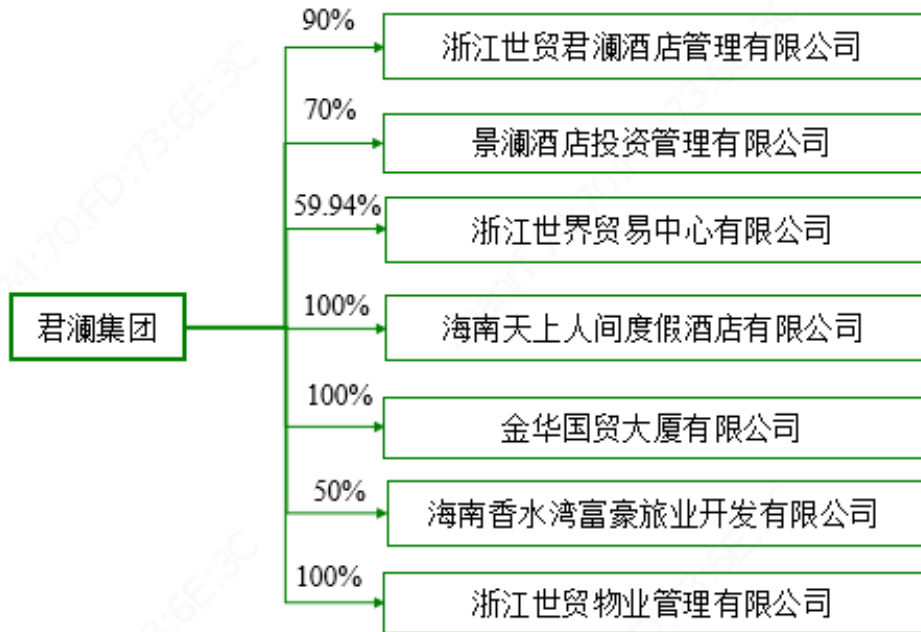 90%
浙江世贸君澜酒店管理有限公司
70%
景澜酒店投资管理有限公司
59.94%
浙江世界贸易中心有限公司
君澜集团
100%
海南天上人间度假酒店有限公司
100%
金华国贸大厦有限公司
50%
海南香水湾富豪旅业开发有限公司
100%
浙江世贸物业管理有限公司